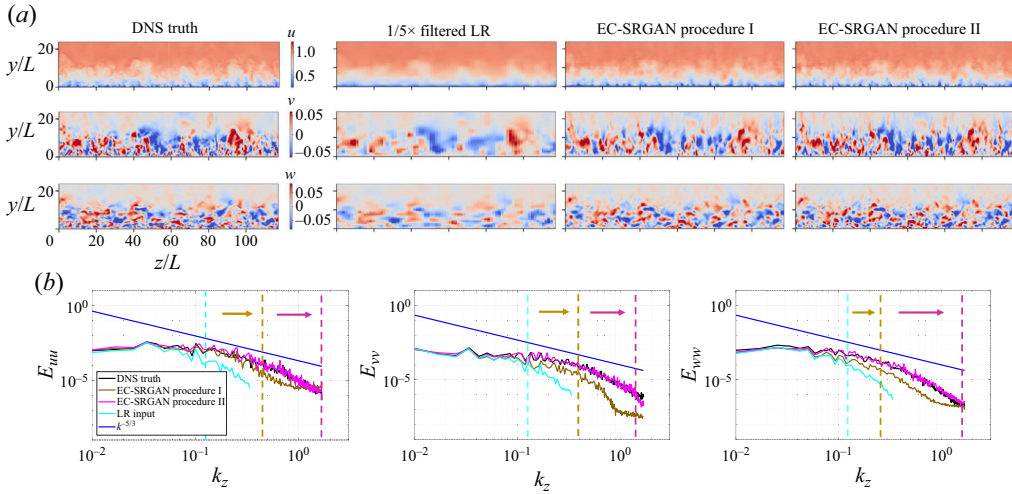 (a)
DNS truth
u
1/5× filtered LR
EC-SRGAN procedure I
EC-SRGAN procedure II
y/L
20
0
1.0
0.5
v
y/L
20
0
0.05
0
−0.05
w
y/L
20
0
0.05
0
−0.05
0 20 40 60 80 100
z/L
(b)
E_uu
10^0
10^−5
DNS truth
EC-SRGAN procedure I
EC-SRGAN procedure II
LR input
k^−5/3
10^−2 10^−1 10^0
k_z
E_vv
10^0
10^−5
10^−2 10^−1 10^0
k_z
E_ww
10^0
10^−5
10^−2 10^−1 10^0
k_z